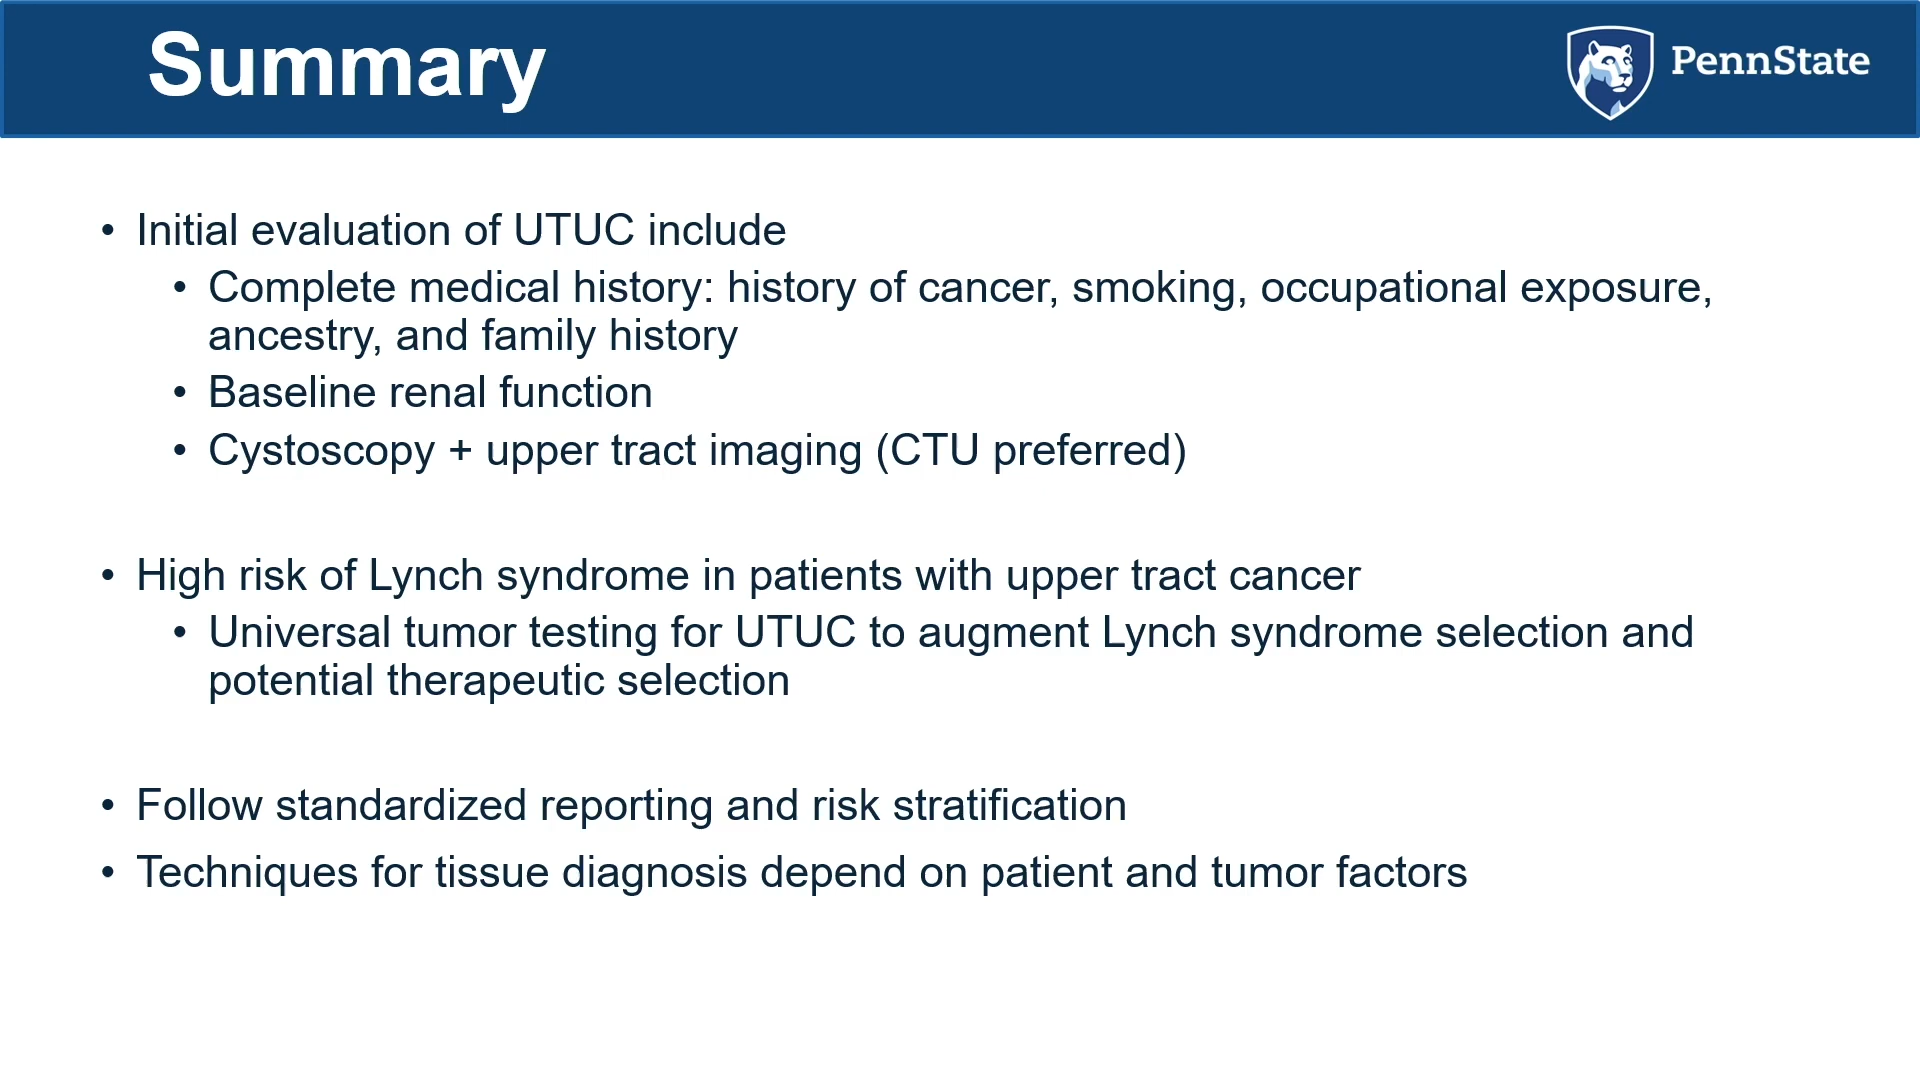 Summary
PennState
• Initial evaluation of UTUC include
• Complete medical history: history of cancer, smoking, occupational exposure,
ancestry, and family history
• Baseline renal function
• Cystoscopy + upper tract imaging (CTU preferred)
• High risk of Lynch syndrome in patients with upper tract cancer
• Universal tumor testing for UTUC to augment Lynch syndrome selection and
potential therapeutic selection
• Follow standardized reporting and risk stratification
• Techniques for tissue diagnosis depend on patient and tumor factors